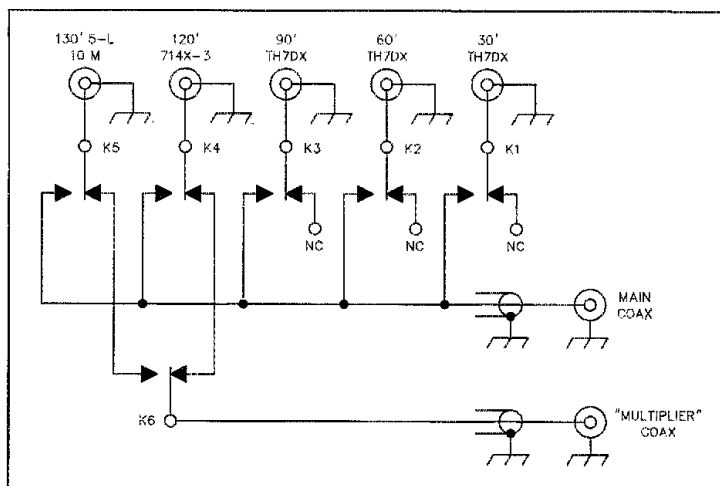 130' 5-L
10 M
120'
714X-3
90'
TH7DX
60'
TH7DX
30'
TH7DX
K5
K4
K3
K2
K1
NC
NC
NC
MAIN
COAX
K6
"MULTIPLIER"
COAX